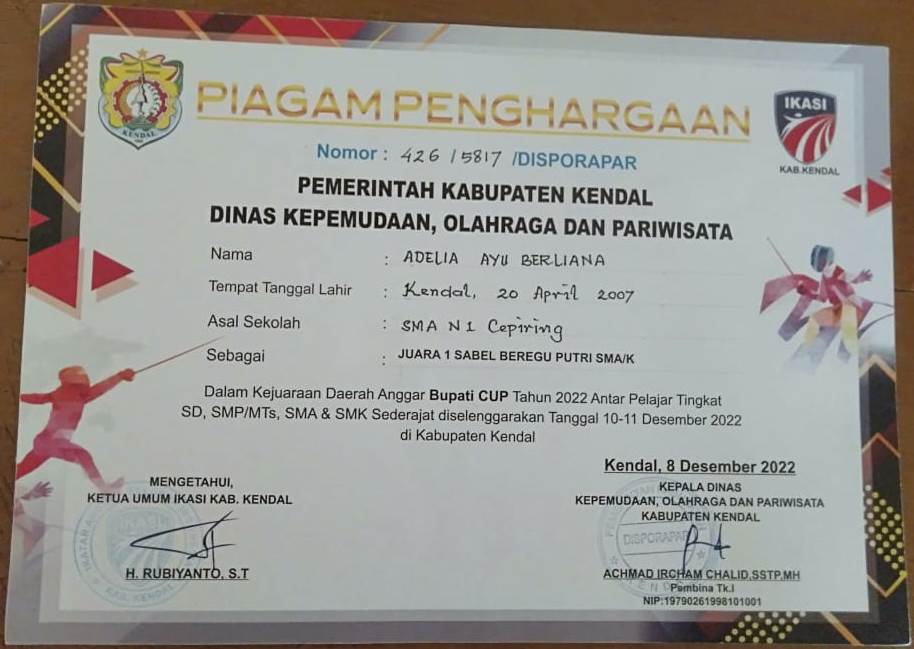 PIAGAM PENGHARGAAN
KENDAL
IKASI
KAB.KENDAL
Nomor : 426 / 5817 /DISPORAPAR
PEMERINTAH KABUPATEN KENDAL
DINAS KEPEMUDAAN, OLAHRAGA DAN PARIWISATA
Nama : ADELIA AYU BERLIANA
Tempat Tanggal Lahir : Kendal, 20 April 2007
Asal Sekolah : SMA N 1 Cepiring
Sebagai : JUARA 1 SABEL BEREGU PUTRI SMA/K
Dalam Kejuaraan Daerah Anggar Bupati CUP Tahun 2022 Antar Pelajar Tingkat
SD, SMP/MTs, SMA & SMK Sederajat diselenggarakan Tanggal 10-11 Desember 2022
di Kabupaten Kendal
Kendal, 8 Desember 2022
MENGETAHUI,
KETUA UMUM IKASI KAB. KENDAL
H. RUBIYANTO, S.T
KEPALA DINAS
KEPEMUDAAN, OLAHRAGA DAN PARIWISATA
KABUPATEN KENDAL
DISPORAPAR
ACHMAD IRCHAM CHALID,SSTP,MH
Pembina Tk.I
NIP:19790261998101001